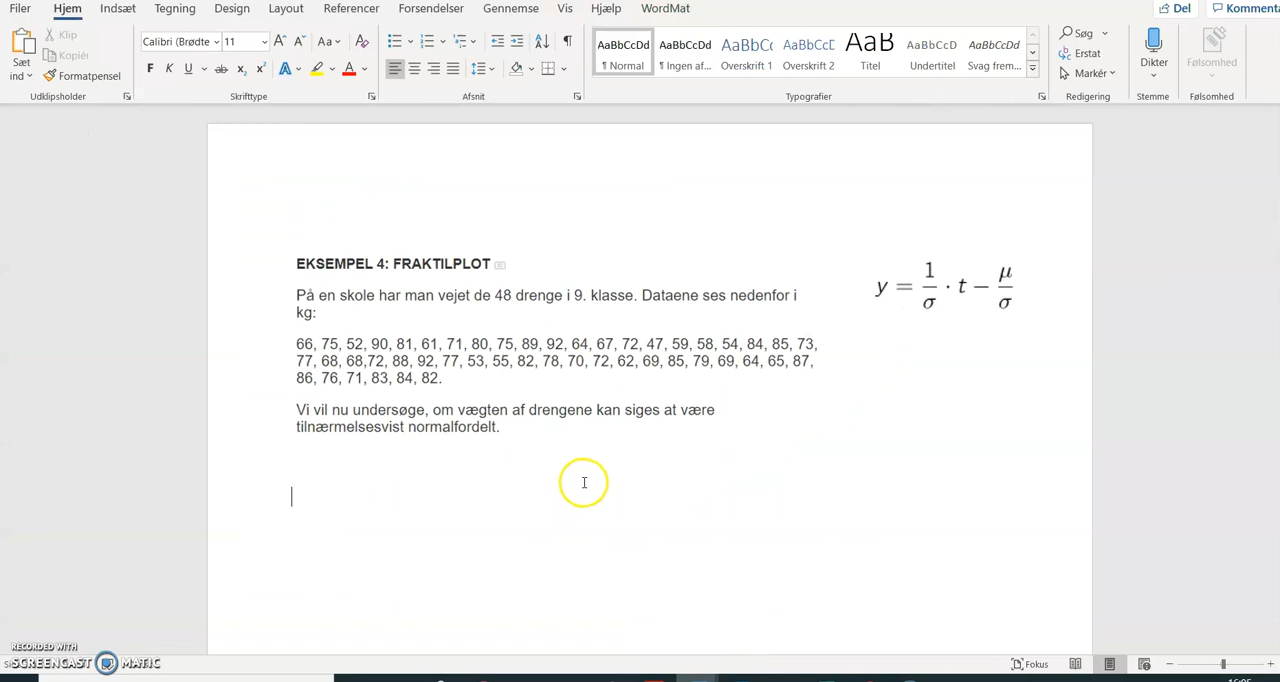 Filer Hjem Indsæt Tegning Design Layout Referencer Forsendelser Gennemse Vis Hjælp WordMat Del Kommenta
Sæt ind
Klip
Kopiér
Formatpensel
Calibri (Brødte 11 A A Aa A
F K U ab x₂ x² A A
AaBbCcDd AaBbCcDd AaBbCc AaBbCcC AaB AaBbCcD AaBbCcDd
¶ Normal ¶ Ingen af... Overskrift 1 Overskrift 2 Titel Undertitel Svag frem...
Søg
Erstat
Markér
Dikter
Følsomhed
Udklipsholder Skrifttype Afsnit Typografier Redigering Stemme Følsomhed
EKSEMPEL 4: FRAKTILPLOT
På en skole har man vejet de 48 drenge i 9. klasse. Dataene ses nedenfor i
kg:
66, 75, 52, 90, 81, 61, 71, 80, 75, 89, 92, 64, 67, 72, 47, 59, 58, 54, 84, 85, 73,
77, 68, 68,72, 88, 92, 77, 53, 55, 82, 78, 70, 72, 62, 69, 85, 79, 69, 64, 65, 87,
86, 76, 71, 83, 84, 82.
Vi vil nu undersøge, om vægten af drengene kan siges at være
tilnærmelsesvist normalfordelt.
y = 1/σ · t − μ/σ
RECORDED WITH
SCREENCAST MATIC
Fokus